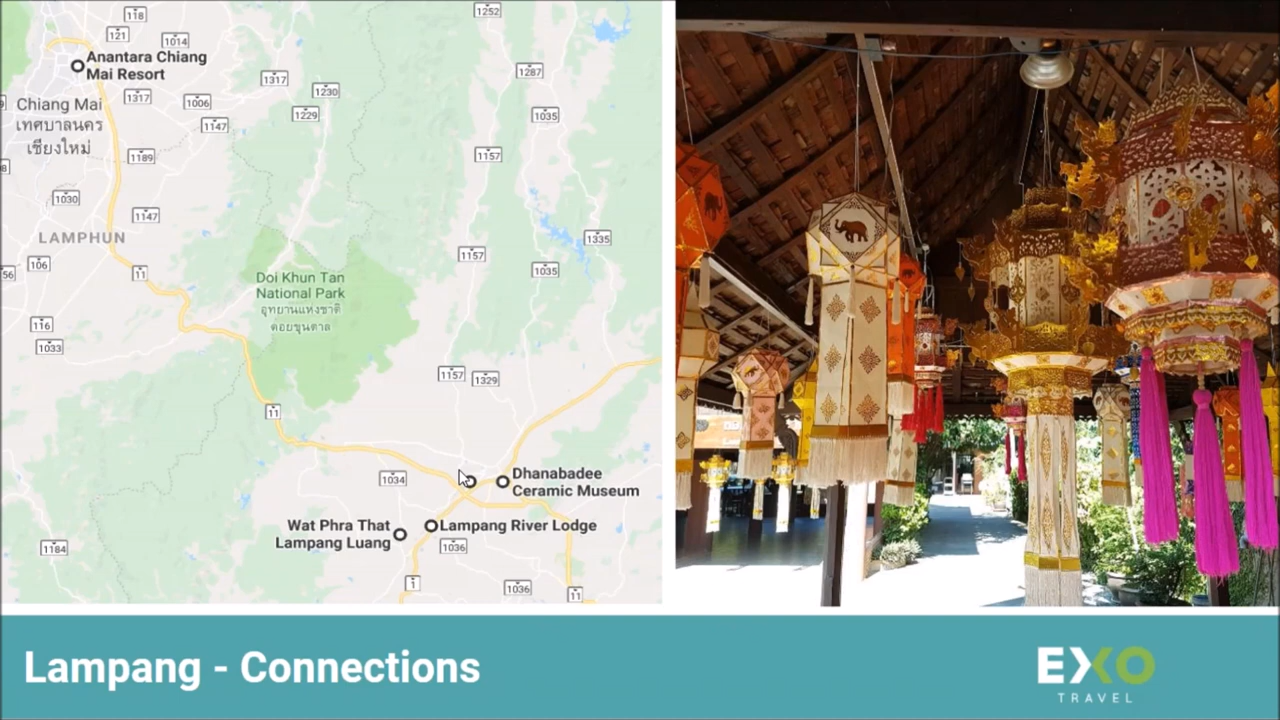 1252
118
121
1014
Anantara Chiang
Mai Resort
1317
1287
1317
1006
1230
1229
1035
Chiang Mai
เทศบาลนคร
เชียงใหม่
1147
1189
1157
1030
1147
LAMPHUN
1335
106
56
11
1157
1035
Doi Khun Tan
National Park
อุทยานแห่งชาติ
ดอยขุนตาล
116
1033
1157
1329
11
1034
Dhanabadee
Ceramic Museum
Wat Phra That
Lampang Luang
Lampang River Lodge
1036
1184
1
1036
11
Lampang - Connections
EXO
TRAVEL